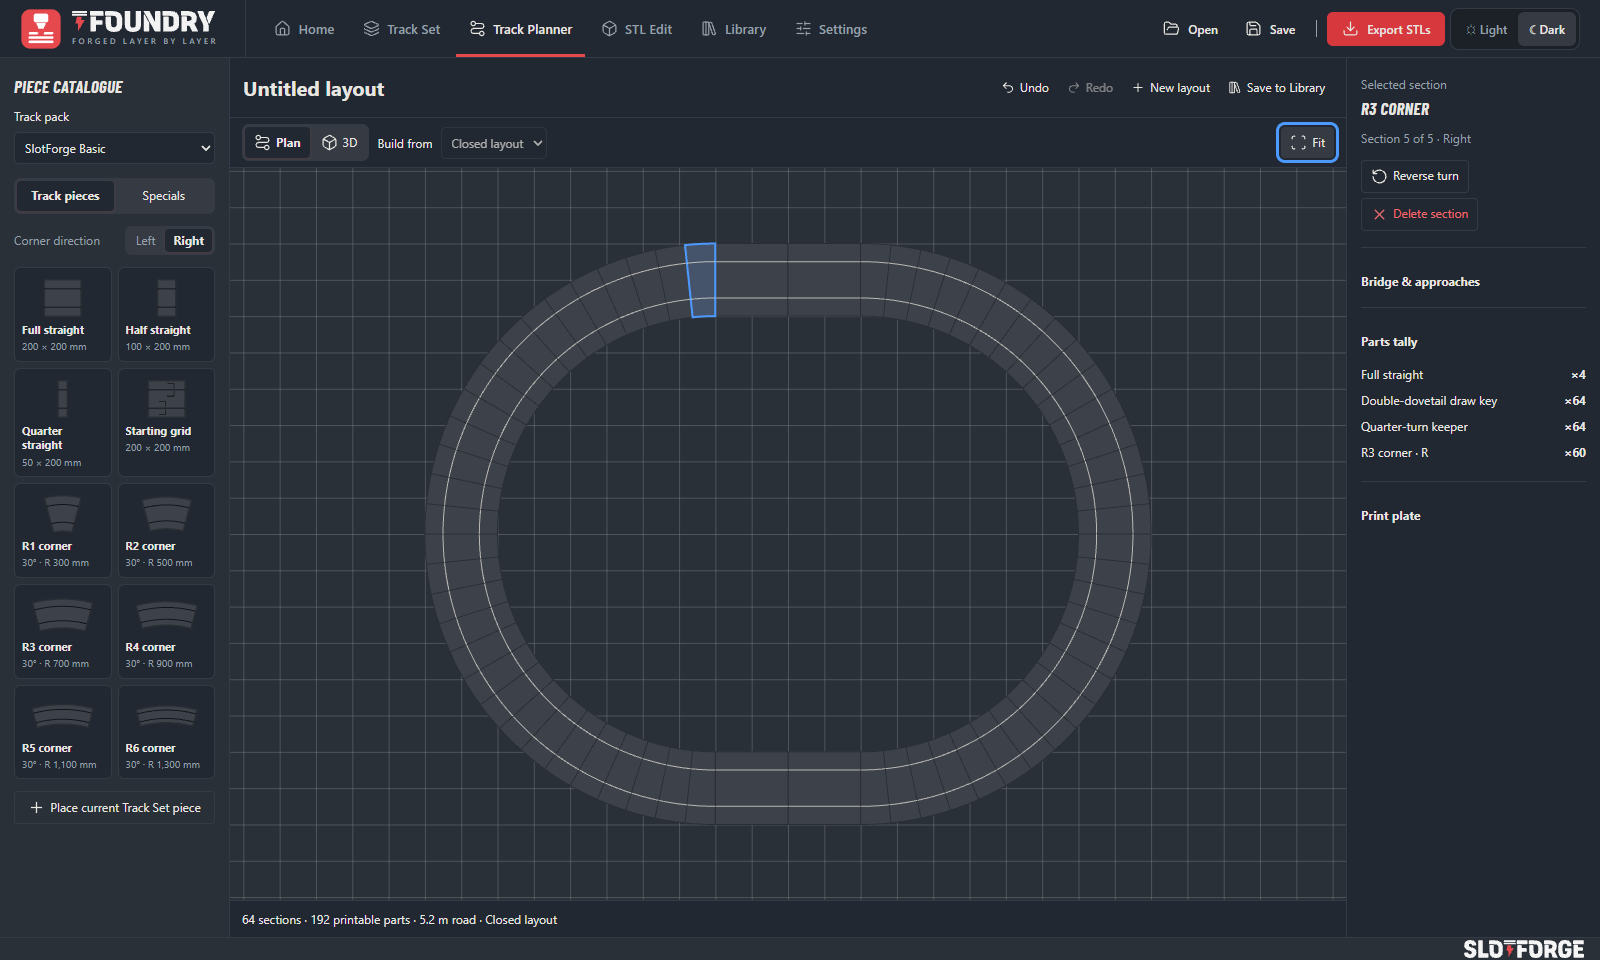 FOUNDRY
FORGED LAYER BY LAYER
Home
Track Set
Track Planner
STL Edit
Library
Settings
Open
Save
Export STLs
Light
Dark
PIECE CATALOGUE
Track pack
SlotForge Basic
Track pieces
Specials
Corner direction
Left
Right
Full straight
200 × 200 mm
Half straight
100 × 200 mm
Quarter
straight
50 × 200 mm
Starting grid
200 × 200 mm
R1 corner
30° · R 300 mm
R2 corner
30° · R 500 mm
R3 corner
30° · R 700 mm
R4 corner
30° · R 900 mm
R5 corner
30° · R 1,100 mm
R6 corner
30° · R 1,300 mm
Place current Track Set piece
Untitled layout
Undo
Redo
New layout
Save to Library
Plan
3D
Build from
Closed layout
Fit
64 sections · 192 printable parts · 5.2 m road · Closed layout
Selected section
R3 CORNER
Section 5 of 5 · Right
Reverse turn
Delete section
Bridge & approaches
Parts tally
Full straight ×4
Double-dovetail draw key ×64
Quarter-turn keeper ×64
R3 corner · R ×60
Print plate
SLOTFORGE